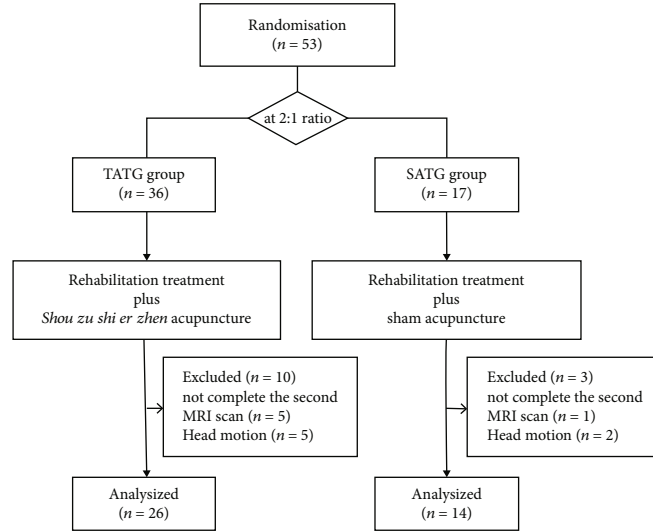 Randomisation
(n = 53)
at 2:1 ratio
TATG group
(n = 36)
SATG group
(n = 17)
Rehabilitation treatment
plus
Shou zu shi er zhen acupuncture
Rehabilitation treatment
plus
sham acupuncture
Excluded (n = 10)
not complete the second
MRI scan (n = 5)
Head motion (n = 5)
Excluded (n = 3)
not complete the second
MRI scan (n = 1)
Head motion (n = 2)
Analysized
(n = 26)
Analysized
(n = 14)